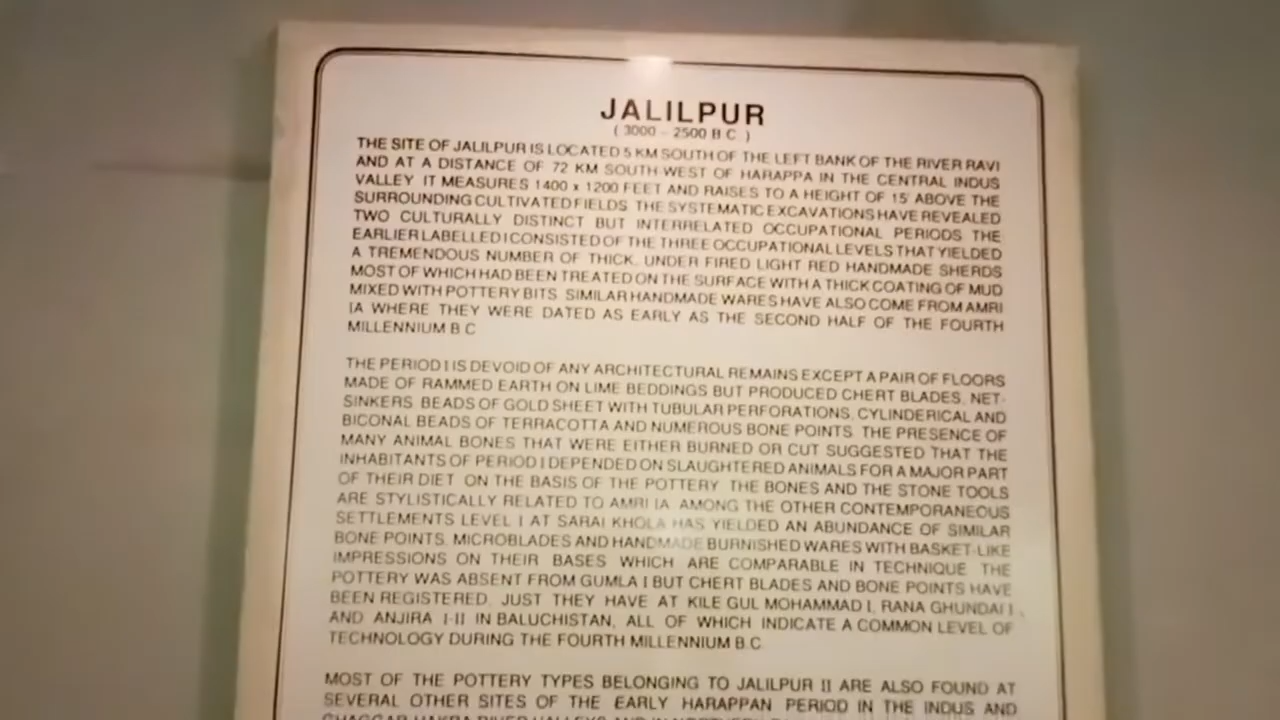 JALILPUR
( 3000 - 2500 B C )
THE SITE OF JALILPUR IS LOCATED 5 KM SOUTH OF THE LEFT BANK OF THE RIVER RAVI
AND AT A DISTANCE OF 72 KM SOUTH WEST OF HARAPPA IN THE CENTRAL INDUS
VALLEY IT MEASURES 1400 x 1200 FEET AND RAISES TO A HEIGHT OF 15' ABOVE THE
SURROUNDING CULTIVATED FIELDS THE SYSTEMATIC EXCAVATIONS HAVE REVEALED
TWO CULTURALLY DISTINCT BUT INTERRELATED OCCUPATIONAL PERIODS THE
EARLIER LABELLED I CONSISTED OF THE THREE OCCUPATIONAL LEVELS THAT YIELDED
A TREMENDOUS NUMBER OF THICK, UNDER FIRED LIGHT RED HANDMADE SHERDS
MOST OF WHICH HAD BEEN TREATED ON THE SURFACE WITH A THICK COATING OF MUD
MIXED WITH POTTERY BITS SIMILAR HANDMADE WARES HAVE ALSO COME FROM AMRI
IA WHERE THEY WERE DATED AS EARLY AS THE SECOND HALF OF THE FOURTH
MILLENNIUM B C
THE PERIOD I IS DEVOID OF ANY ARCHITECTURAL REMAINS EXCEPT A PAIR OF FLOORS
MADE OF RAMMED EARTH ON LIME BEDDINGS BUT PRODUCED CHERT BLADES, NET-
SINKERS, BEADS OF GOLD SHEET WITH TUBULAR PERFORATIONS, CYLINDERICAL AND
BICONAL BEADS OF TERRACOTTA AND NUMEROUS BONE POINTS THE PRESENCE OF
MANY ANIMAL BONES THAT WERE EITHER BURNED OR CUT SUGGESTED THAT THE
INHABITANTS OF PERIOD I DEPENDED ON SLAUGHTERED ANIMALS FOR A MAJOR PART
OF THEIR DIET ON THE BASIS OF THE POTTERY THE BONES AND THE STONE TOOLS
ARE STYLISTICALLY RELATED TO AMRI IA AMONG THE OTHER CONTEMPORANEOUS
SETTLEMENTS LEVEL I AT SARAI KHOLA HAS YIELDED AN ABUNDANCE OF SIMILAR
BONE POINTS, MICROBLADES AND HANDMADE BURNISHED WARES WITH BASKET-LIKE
IMPRESSIONS ON THEIR BASES WHICH ARE COMPARABLE IN TECHNIQUE THE
POTTERY WAS ABSENT FROM GUMLA I BUT CHERT BLADES AND BONE POINTS HAVE
BEEN REGISTERED, JUST THEY HAVE AT KILE GUL MOHAMMAD I, RANA GHUNDAI I,
AND ANJIRA I-II IN BALUCHISTAN, ALL OF WHICH INDICATE A COMMON LEVEL OF
TECHNOLOGY DURING THE FOURTH MILLENNIUM B.C
MOST OF THE POTTERY TYPES BELONGING TO JALILPUR II ARE ALSO FOUND AT
SEVERAL OTHER SITES OF THE EARLY HARAPPAN PERIOD IN THE INDUS AND